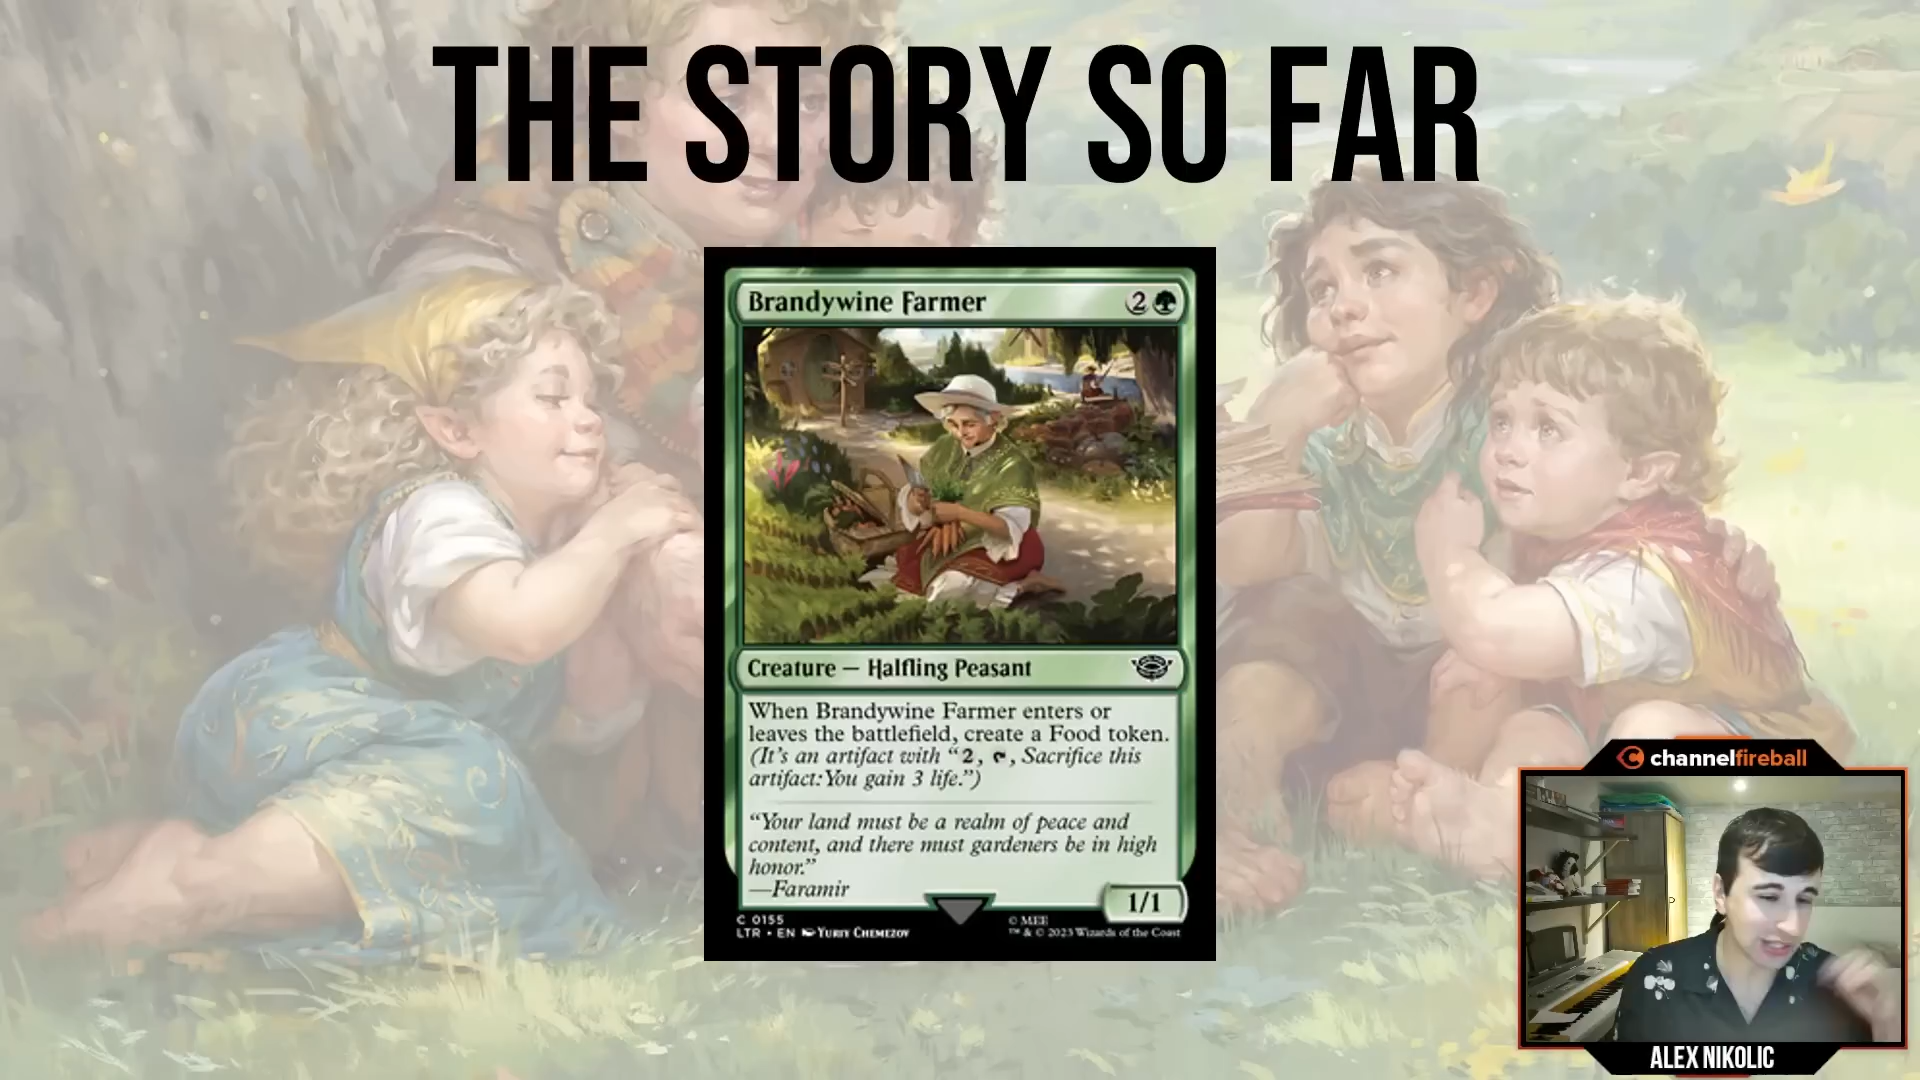 THE STORY SO FAR
Brandywine Farmer 2
Creature — Halfling Peasant
When Brandywine Farmer enters or
leaves the battlefield, create a Food token.
(It's an artifact with “2, , Sacrifice this
artifact: You gain 3 life.”)
“Your land must be a realm of peace and
content, and there must gardeners be in high
honor.”
—Faramir
1/1
C 0155
LTR • EN Yuriy Chemezov
© MEE
™ & © 2023 Wizards of the Coast
channelfireball
ALEX NIKOLIC